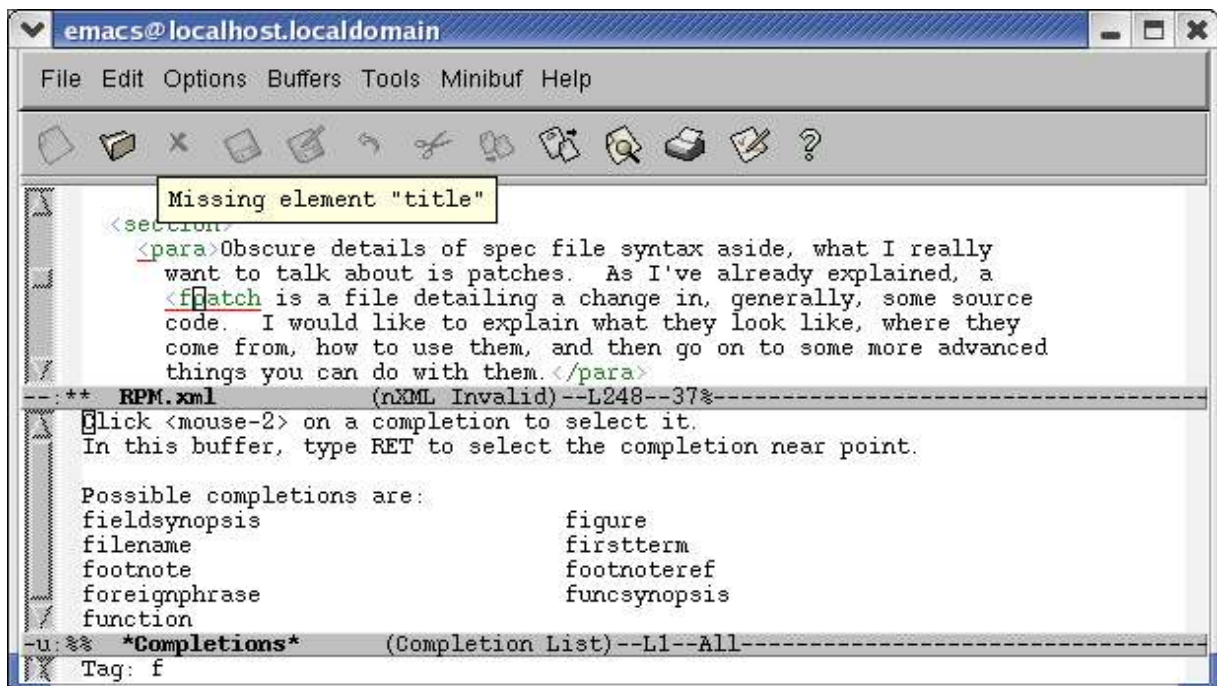 emacs@localhost.localdomain
File Edit Options Buffers Tools Minibuf Help
Missing element "title"
<section>
<para>Obscure details of spec file syntax aside, what I really
want to talk about is patches.  As I've already explained, a
<fpatch is a file detailing a change in, generally, some source
code.  I would like to explain what they look like, where they
come from, how to use them, and then go on to some more advanced
things you can do with them.</para>
--:**  RPM.xml    (nXML Invalid)--L248--37%-----------------------------------
Click <mouse-2> on a completion to select it.
In this buffer, type RET to select the completion near point.
Possible completions are:
fieldsynopsis    figure
filename    firstterm
footnote    footnoteref
foreignphrase    funcsynopsis
function
-u:%%  *Completions*    (Completion List)--L1--All----------------------------------
Tag: f